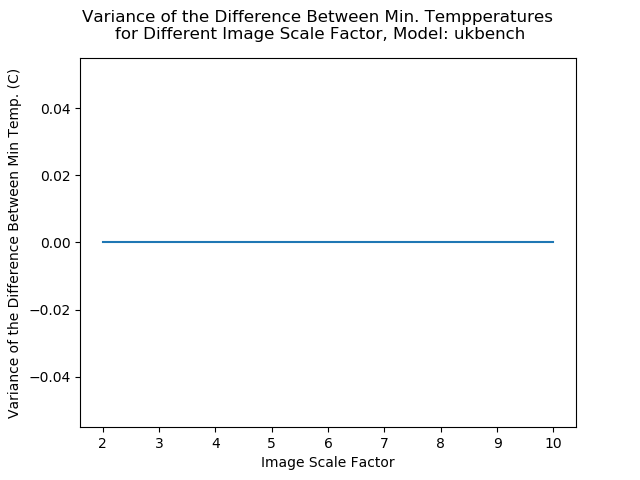 Variance of the Difference Between Min. Tempperatures
for Different Image Scale Factor, Model: ukbench
Variance of the Difference Between Min Temp. (C)
0.04
0.02
0.00
−0.02
−0.04
2 3 4 5 6 7 8 9 10
Image Scale Factor